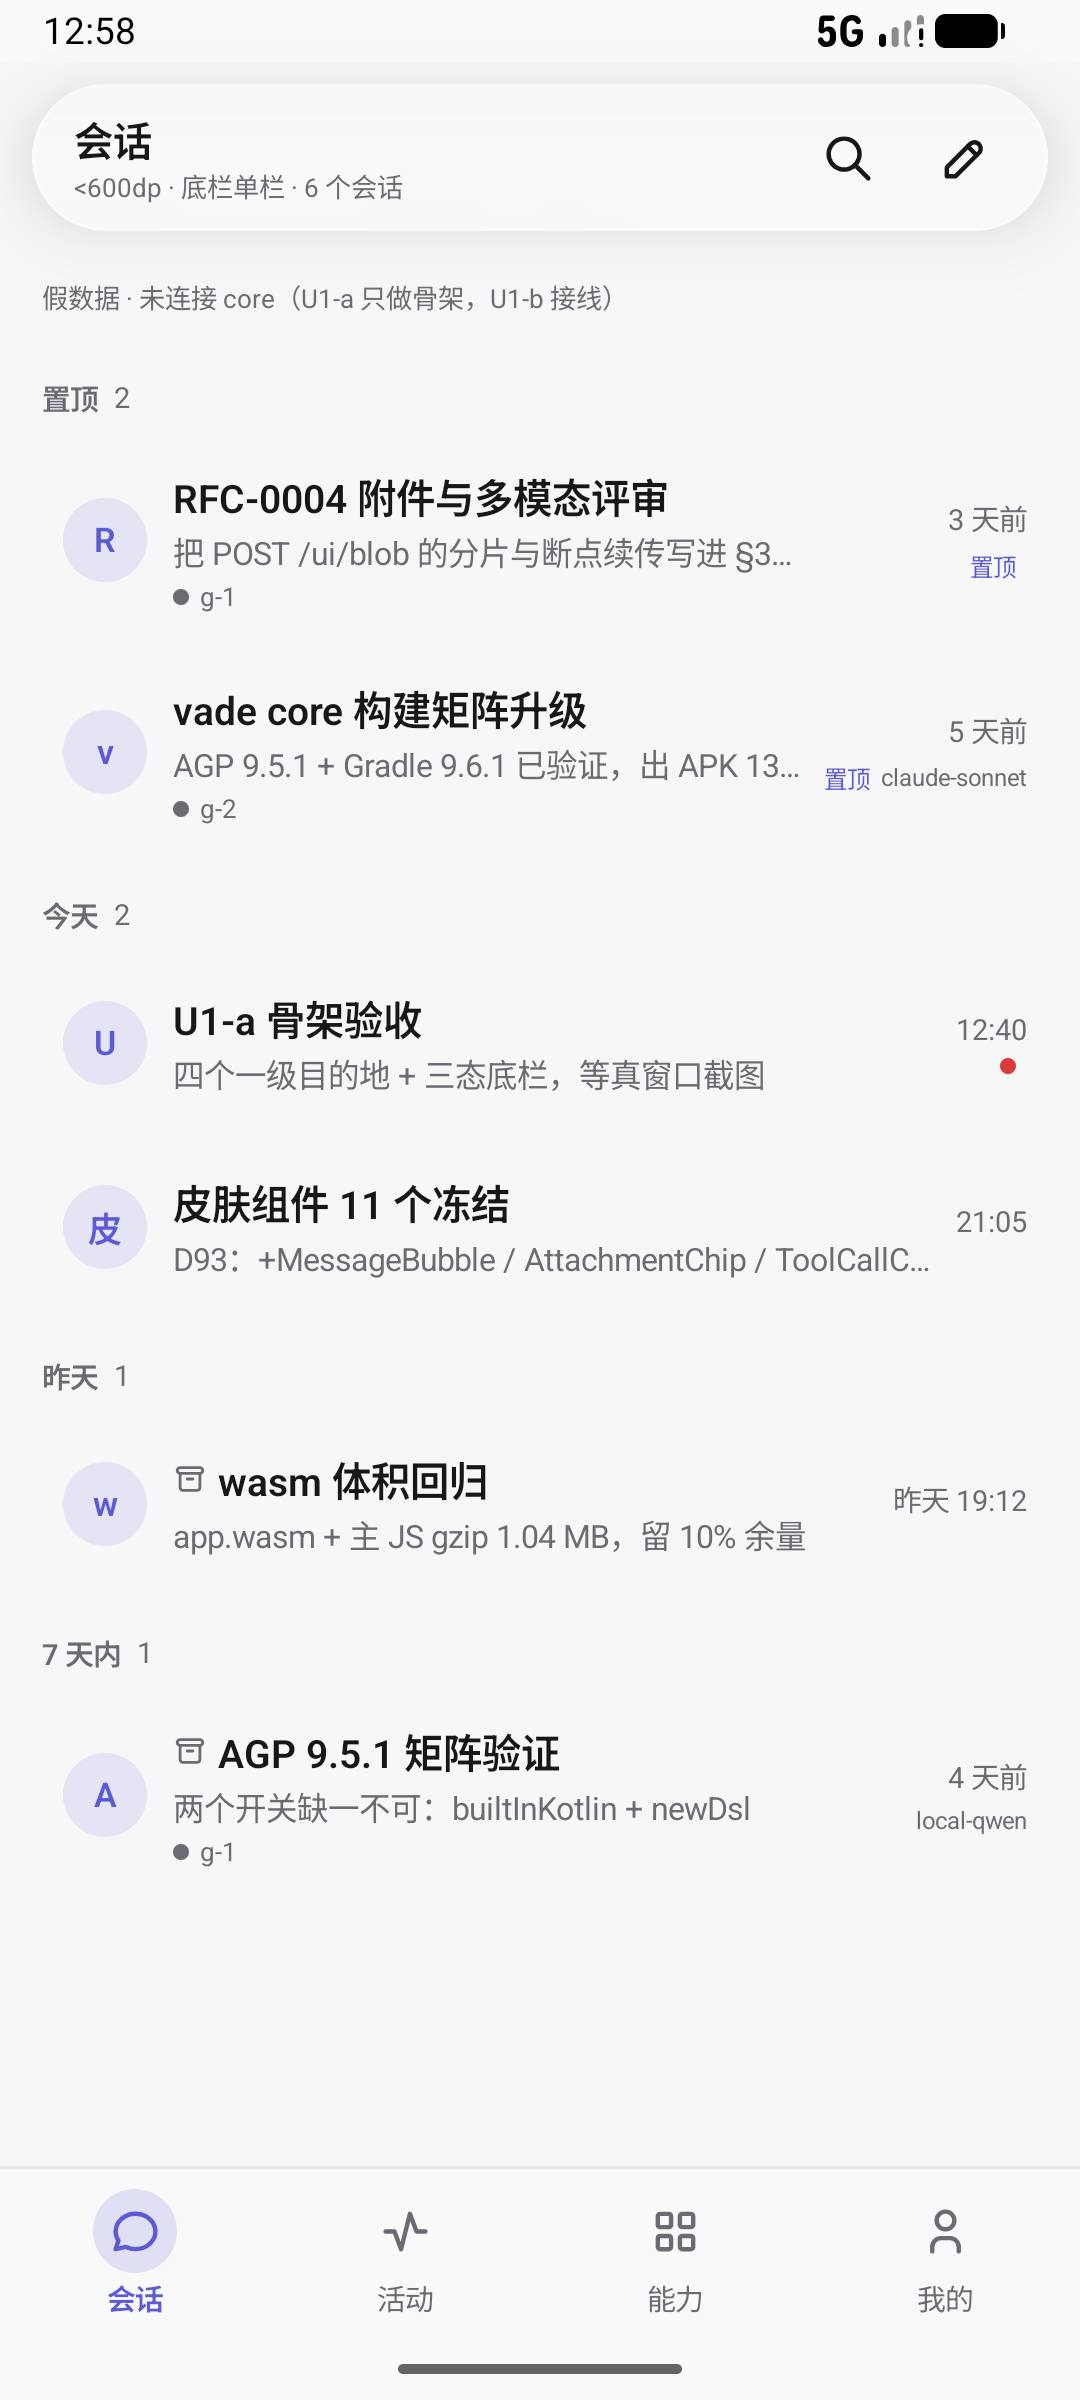 12:58
5G
会话
<600dp · 底栏单栏 · 6 个会话
假数据 · 未连接 core（U1-a 只做骨架，U1-b 接线）
置顶 2
R
RFC-0004 附件与多模态评审
把 POST /ui/blob 的分片与断点续传写进 §3...
g-1
3 天前
置顶
v
vade core 构建矩阵升级
AGP 9.5.1 + Gradle 9.6.1 已验证，出 APK 13...
g-2
5 天前
置顶 claude-sonnet
今天 2
U
U1-a 骨架验收
四个一级目的地 + 三态底栏，等真窗口截图
12:40
皮
皮肤组件 11 个冻结
D93：+MessageBubble / AttachmentChip / ToolCallC...
21:05
昨天 1
w
wasm 体积回归
app.wasm + 主 JS gzip 1.04 MB，留 10% 余量
昨天 19:12
7 天内 1
A
AGP 9.5.1 矩阵验证
两个开关缺一不可：builtInKotlin + newDsl
g-1
4 天前
local-qwen
会话
活动
能力
我的